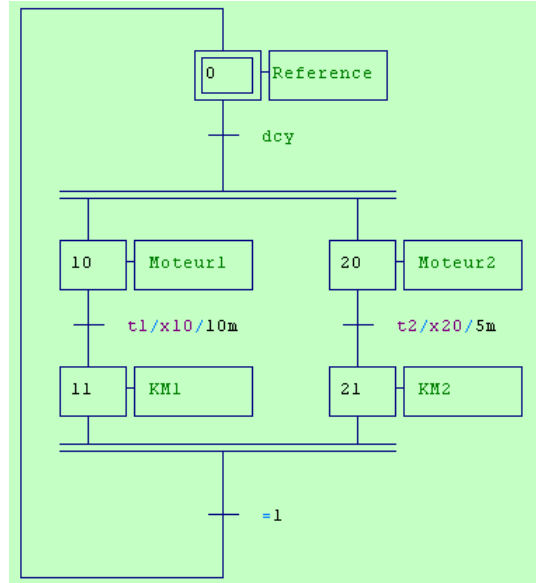 0 Reference
dcy
10 Moteur1 20 Moteur2
t1/x10/10m t2/x20/5m
11 KM1 21 KM2
=1